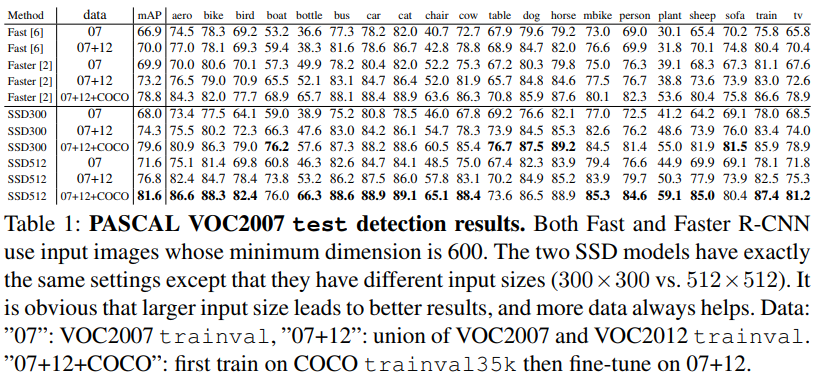 Method data mAP aero bike bird boat bottle bus car cat chair cow table dog horse mbike person plant sheep sofa train tv
Fast [6] 07 66.9 74.5 78.3 69.2 53.2 36.6 77.3 78.2 82.0 40.7 72.7 67.9 79.6 79.2 73.0 69.0 30.1 65.4 70.2 75.8 65.8
Fast [6] 07+12 70.0 77.0 78.1 69.3 59.4 38.3 81.6 78.6 86.7 42.8 78.8 68.9 84.7 82.0 76.6 69.9 31.8 70.1 74.8 80.4 70.4
Faster [2] 07 69.9 70.0 80.6 70.1 57.3 49.9 78.2 80.4 82.0 52.2 75.3 67.2 80.3 79.8 75.0 76.3 39.1 68.3 67.3 81.1 67.6
Faster [2] 07+12 73.2 76.5 79.0 70.9 65.5 52.1 83.1 84.7 86.4 52.0 81.9 65.7 84.8 84.6 77.5 76.7 38.8 73.6 73.9 83.0 72.6
Faster [2] 07+12+COCO 78.8 84.3 82.0 77.7 68.9 65.7 88.1 88.4 88.9 63.6 86.3 70.8 85.9 87.6 80.1 82.3 53.6 80.4 75.8 86.6 78.9
SSD300 07 68.0 73.4 77.5 64.1 59.0 38.9 75.2 80.8 78.5 46.0 67.8 69.2 76.6 82.1 77.0 72.5 41.2 64.2 69.1 78.0 68.5
SSD300 07+12 74.3 75.5 80.2 72.3 66.3 47.6 83.0 84.2 86.1 54.7 78.3 73.9 84.5 85.3 82.6 76.2 48.6 73.9 76.0 83.4 74.0
SSD300 07+12+COCO 79.6 80.9 86.3 79.0 76.2 57.6 87.3 88.2 88.6 60.5 85.4 76.7 87.5 89.2 84.5 81.4 55.0 81.9 81.5 85.9 78.9
SSD512 07 71.6 75.1 81.4 69.8 60.8 46.3 82.6 84.7 84.1 48.5 75.0 67.4 82.3 83.9 79.4 76.6 44.9 69.9 69.1 78.1 71.8
SSD512 07+12 76.8 82.4 84.7 78.4 73.8 53.2 86.2 87.5 86.0 57.8 83.1 70.2 84.9 85.2 83.9 79.7 50.3 77.9 73.9 82.5 75.3
SSD512 07+12+COCO 81.6 86.6 88.3 82.4 76.0 66.3 88.6 88.9 89.1 65.1 88.4 73.6 86.5 88.9 85.3 84.6 59.1 85.0 80.4 87.4 81.2
Table 1: PASCAL VOC2007 test detection results. Both Fast and Faster R-CNN
use input images whose minimum dimension is 600. The two SSD models have exactly
the same settings except that they have different input sizes (300×300 vs. 512×512). It
is obvious that larger input size leads to better results, and more data always helps. Data:
"07": VOC2007 trainval, "07+12": union of VOC2007 and VOC2012 trainval.
"07+12+COCO": first train on COCO trainval35k then fine-tune on 07+12.